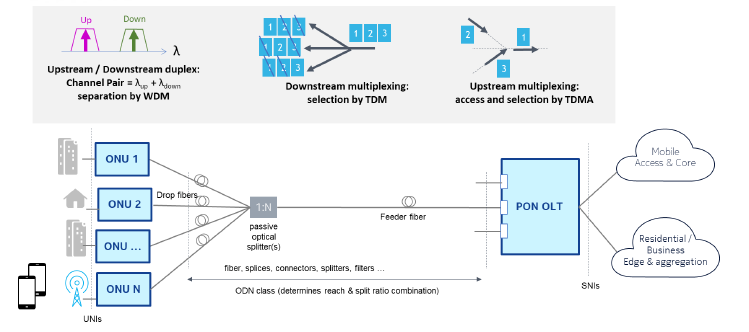 Up
Down
λ
Upstream / Downstream duplex:
Channel Pair = λup + λdown
separation by WDM
1 2 3
1 2 3
1 2 3
1 2 3
Downstream multiplexing:
selection by TDM
2
1
3
Upstream multiplexing:
access and selection by TDMA
ONU 1
ONU 2
ONU ...
ONU N
Drop fibers
1:N
passive
optical
splitter(s)
Feeder fiber
PON OLT
Mobile
Access & Core
Residential /
Business
Edge & aggregation
SNIs
fiber, splices, connectors, splitters, filters ...
ODN class (determines reach & split ratio combination)
UNIs